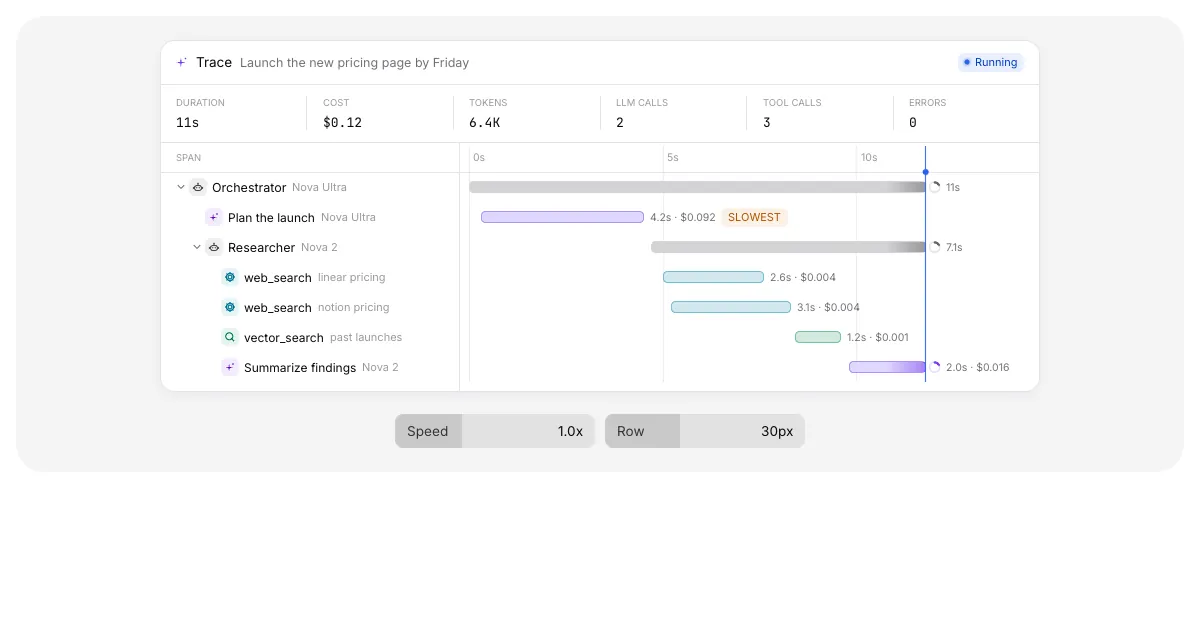 Trace Launch the new pricing page by Friday Running
DURATION COST TOKENS LLM CALLS TOOL CALLS ERRORS
11s $0.12 6.4K 2 3 0
SPAN 0s 5s 10s
Orchestrator Nova Ultra 11s
Plan the launch Nova Ultra 4.2s · $0.092 SLOWEST
Researcher Nova 2 7.1s
web_search linear pricing 2.6s · $0.004
web_search notion pricing 3.1s · $0.004
vector_search past launches 1.2s · $0.001
Summarize findings Nova 2 2.0s · $0.016
Speed 1.0x Row 30px